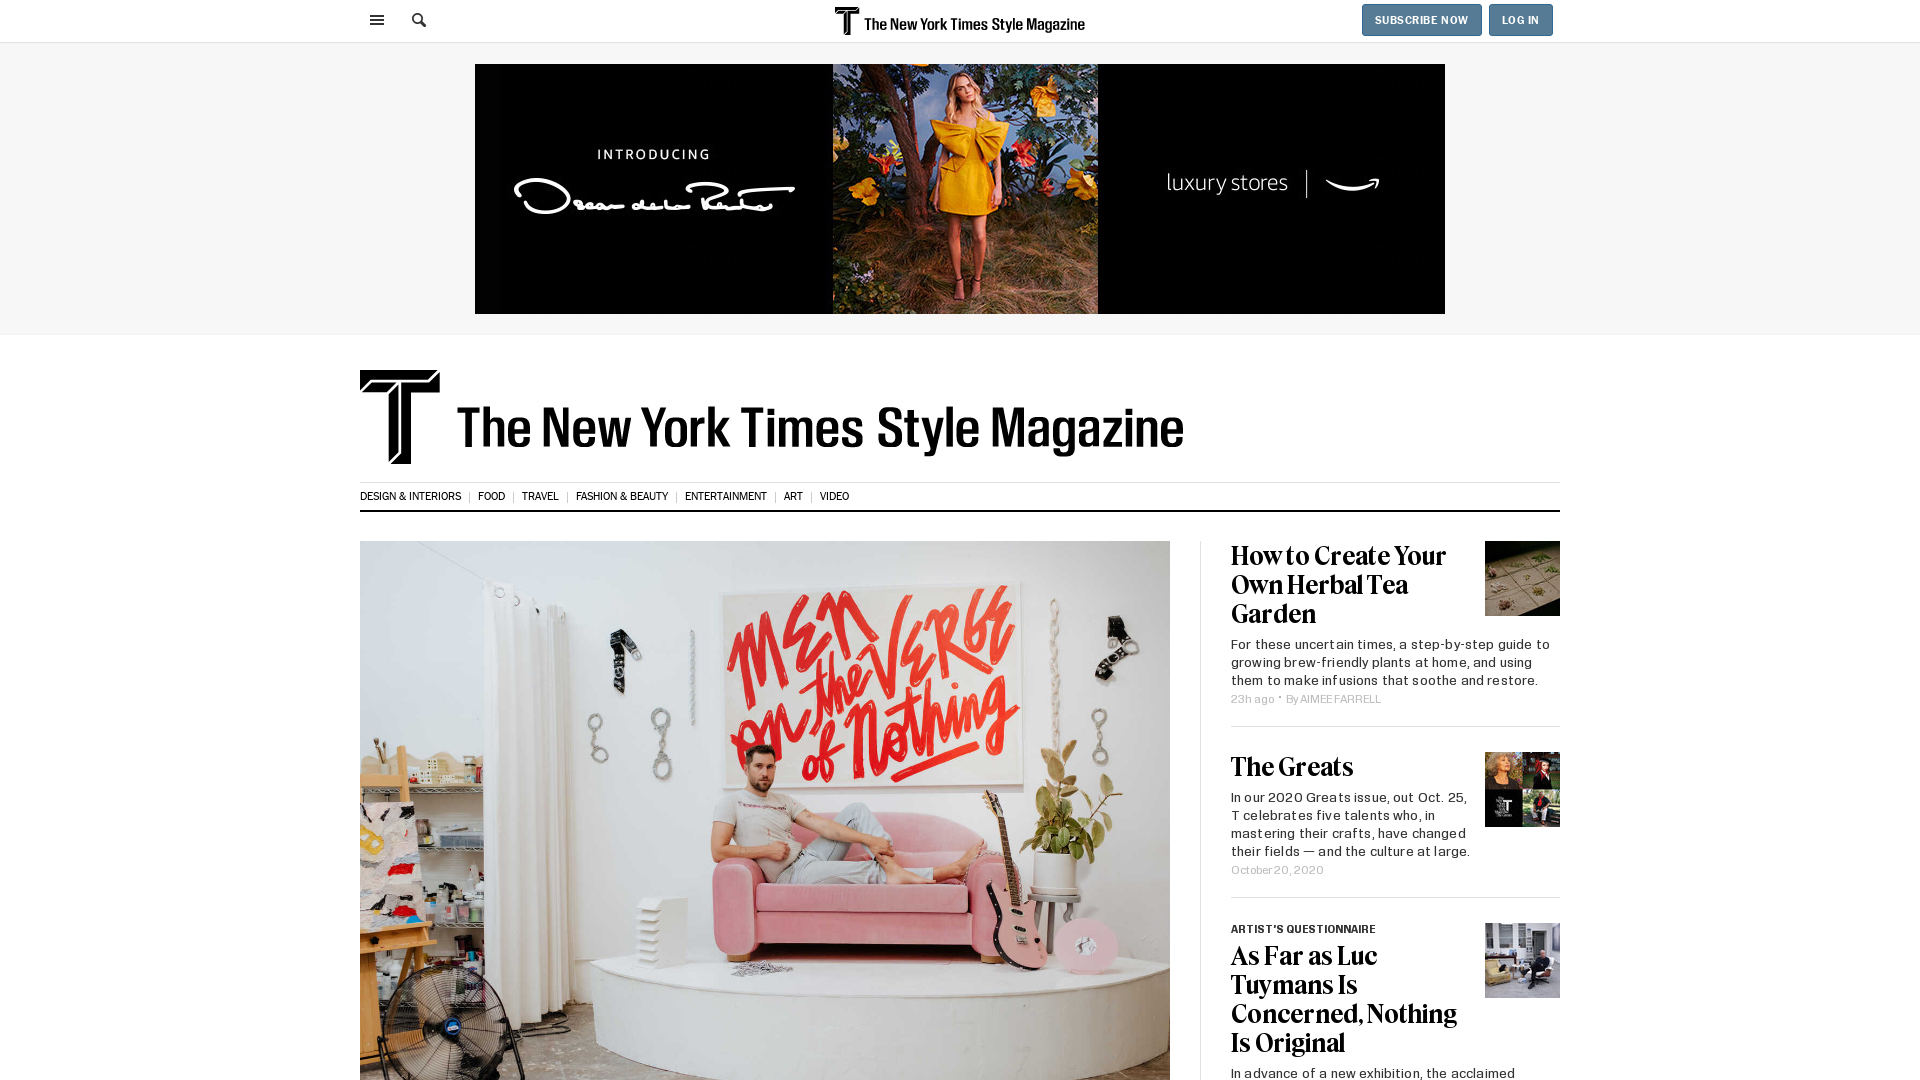 The New York Times Style Magazine
SUBSCRIBE NOW
LOG IN
INTRODUCING
Oscar de la Renta
luxury stores
The New York Times Style Magazine
DESIGN & INTERIORS
FOOD
TRAVEL
FASHION & BEAUTY
ENTERTAINMENT
ART
VIDEO
MEN
on the VERGE
of Nothing
How to Create Your
Own Herbal Tea
Garden
For these uncertain times, a step-by-step guide to
growing brew-friendly plants at home, and using
them to make infusions that soothe and restore.
23h ago · By AIMEE FARRELL
The Greats
In our 2020 Greats issue, out Oct. 25,
T celebrates five talents who, in
mastering their crafts, have changed
their fields — and the culture at large.
October 20, 2020
ARTIST'S QUESTIONNAIRE
As Far as Luc
Tuymans Is
Concerned, Nothing
Is Original
In advance of a new exhibition, the acclaimed